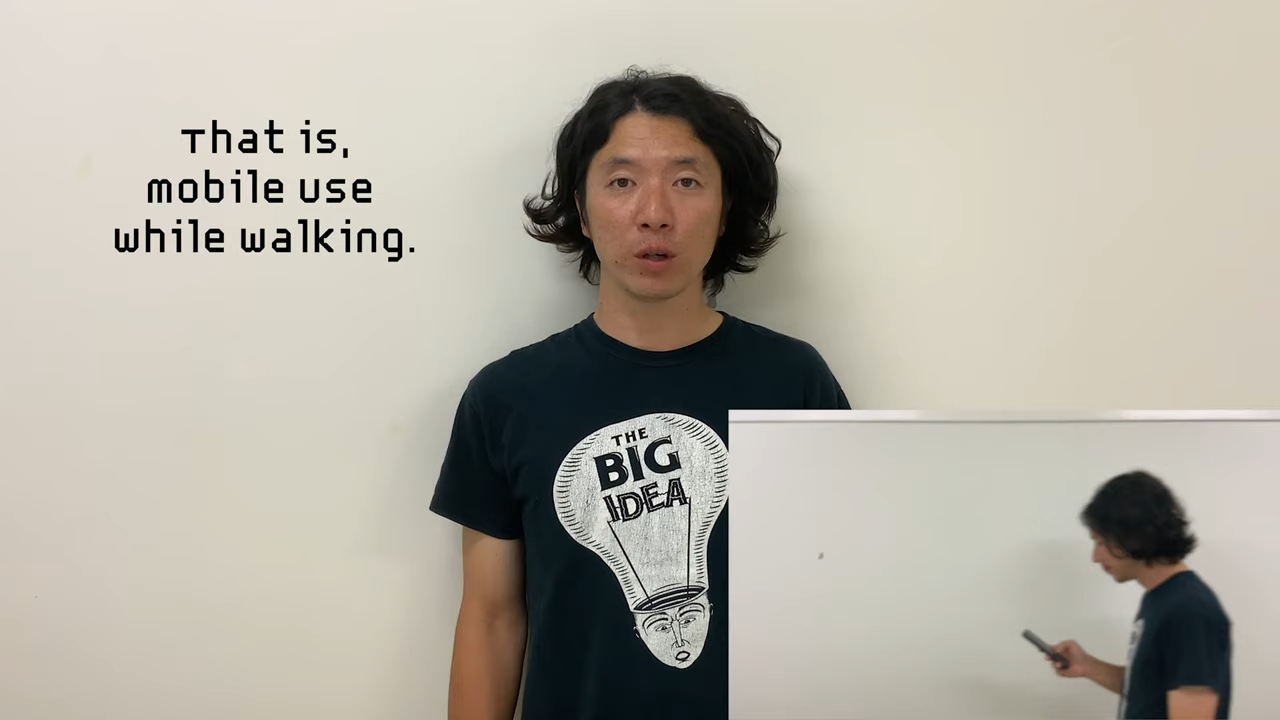 That is,
mobile use
while walking.
THE
BIG
IDEA